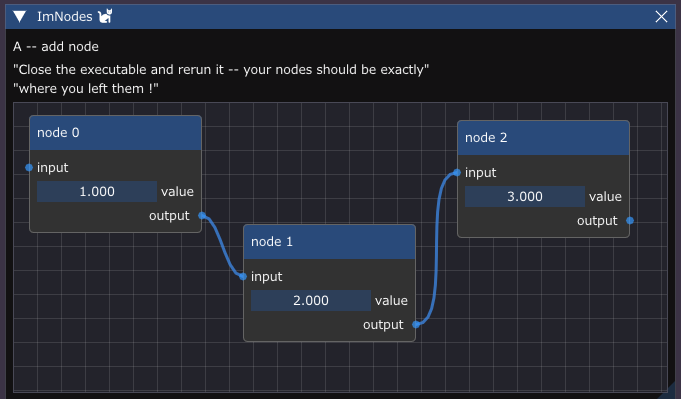 ImNodes
A -- add node
"Close the executable and rerun it -- your nodes should be exactly"
"where you left them !"
node 0
input
1.000 value
output
node 1
input
2.000 value
output
node 2
input
3.000 value
output